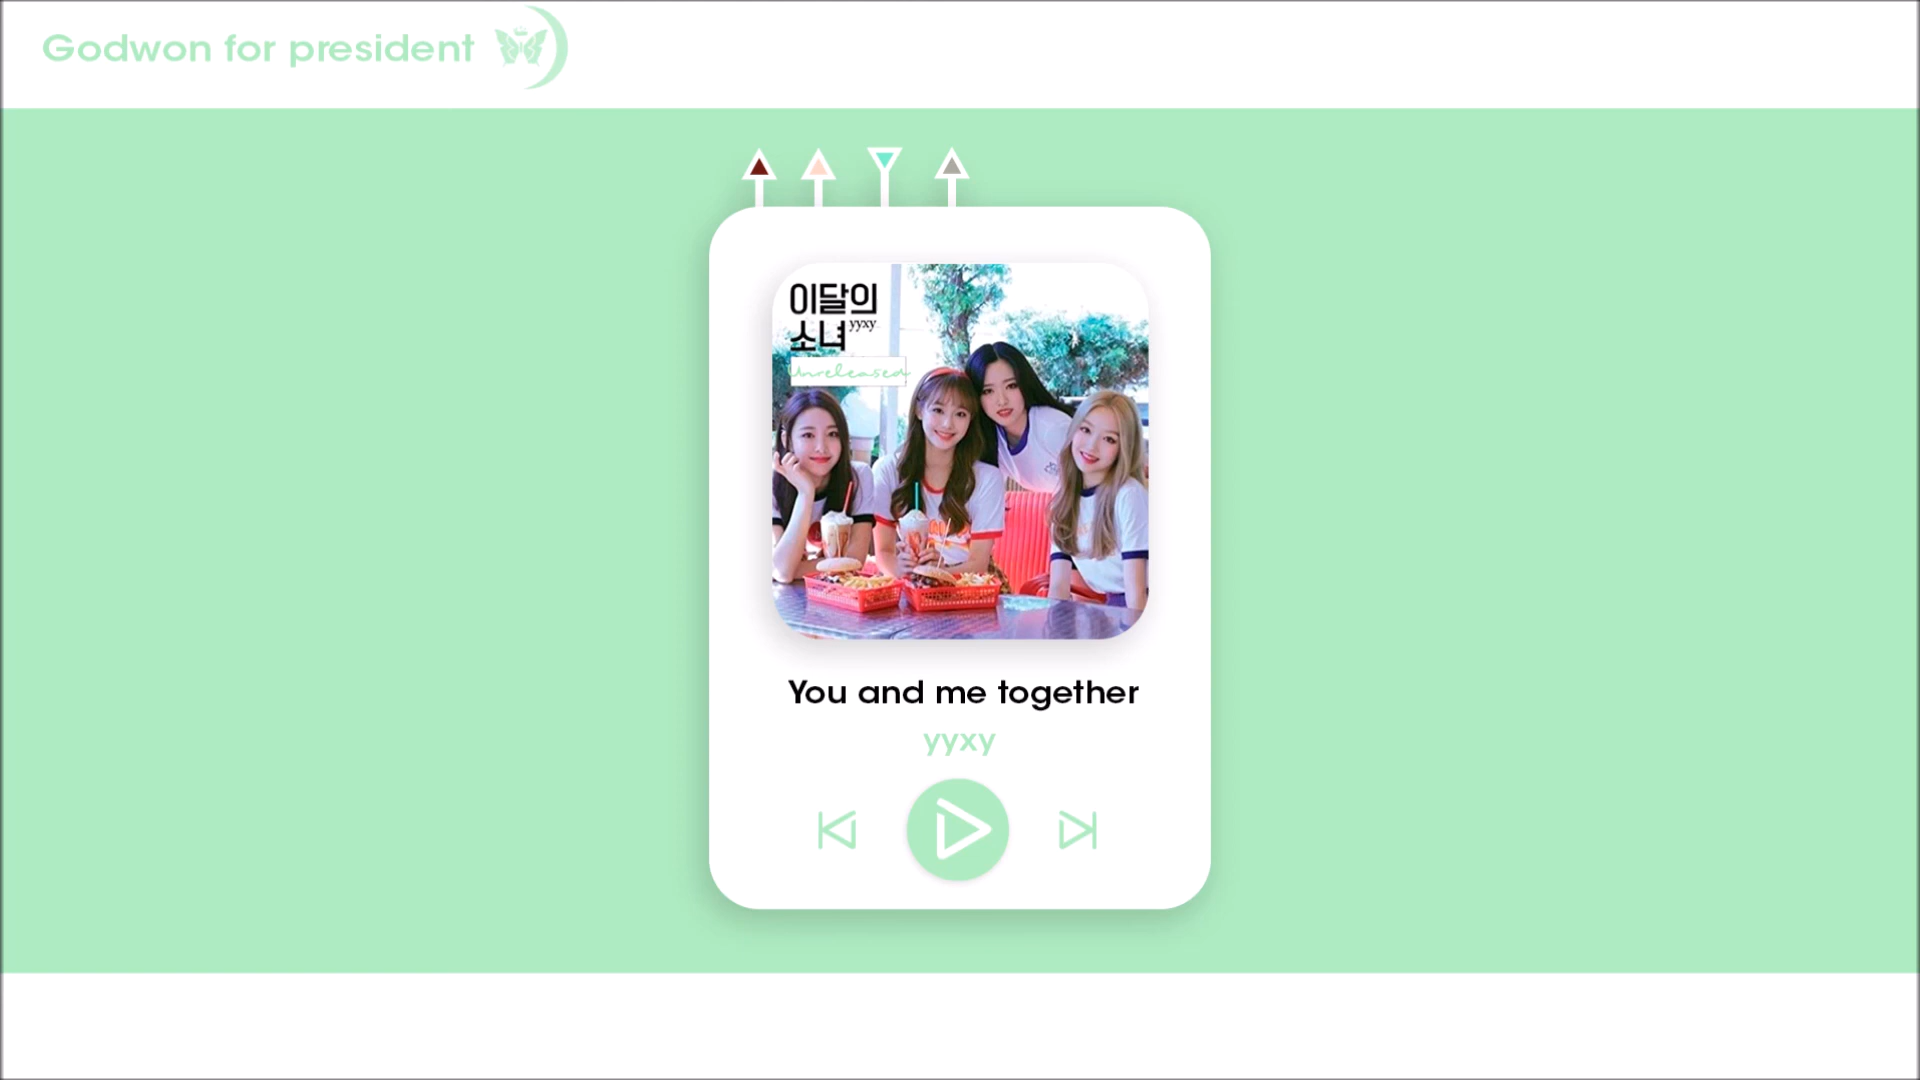 Godwon for president
이달의
소녀 yyxy
Unreleased
You and me together
yyxy